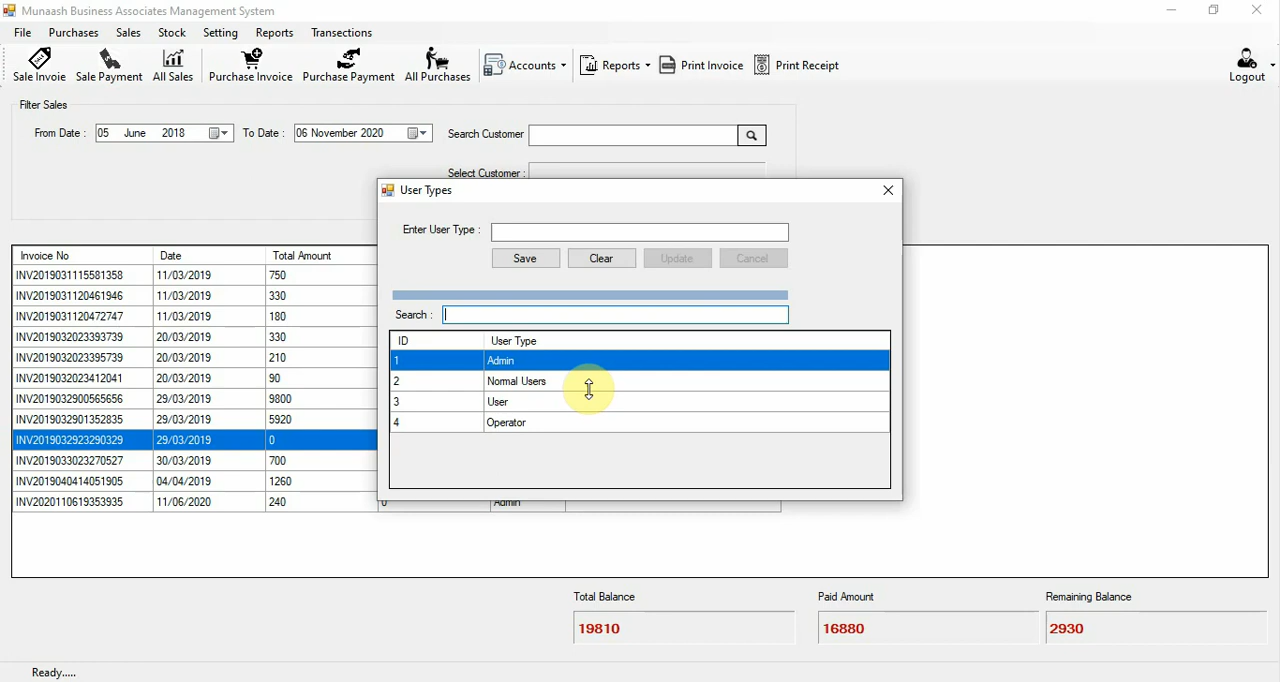 Munaash Business Associates Management System
File Purchases Sales Stock Setting Reports Transactions
Sale Invoie Sale Payment All Sales Purchase Invoice Purchase Payment All Purchases Accounts Reports Print Invoice Print Receipt Logout
Filter Sales
From Date : 05 June 2018 To Date : 06 November 2020 Search Customer
Select Customer :
User Types
Enter User Type :
Save Clear Update Cancel
Search :
ID User Type
1 Admin
2 Normal Users
3 User
4 Operator
Invoice No Date Total Amount
INV2019031115581358 11/03/2019 750
INV2019031120461946 11/03/2019 330
INV2019031120472747 11/03/2019 180
INV2019032023393739 20/03/2019 330
INV2019032023395739 20/03/2019 210
INV2019032023412041 20/03/2019 90
INV2019032900565656 29/03/2019 9800
INV2019032901352835 29/03/2019 5920
INV2019032923290329 29/03/2019 0
INV2019033023270527 30/03/2019 700
INV2019040414051905 04/04/2019 1260
INV2020110619353935 11/06/2020 240 0 Admin
Total Balance Paid Amount Remaining Balance
19810 16880 2930
Ready.....